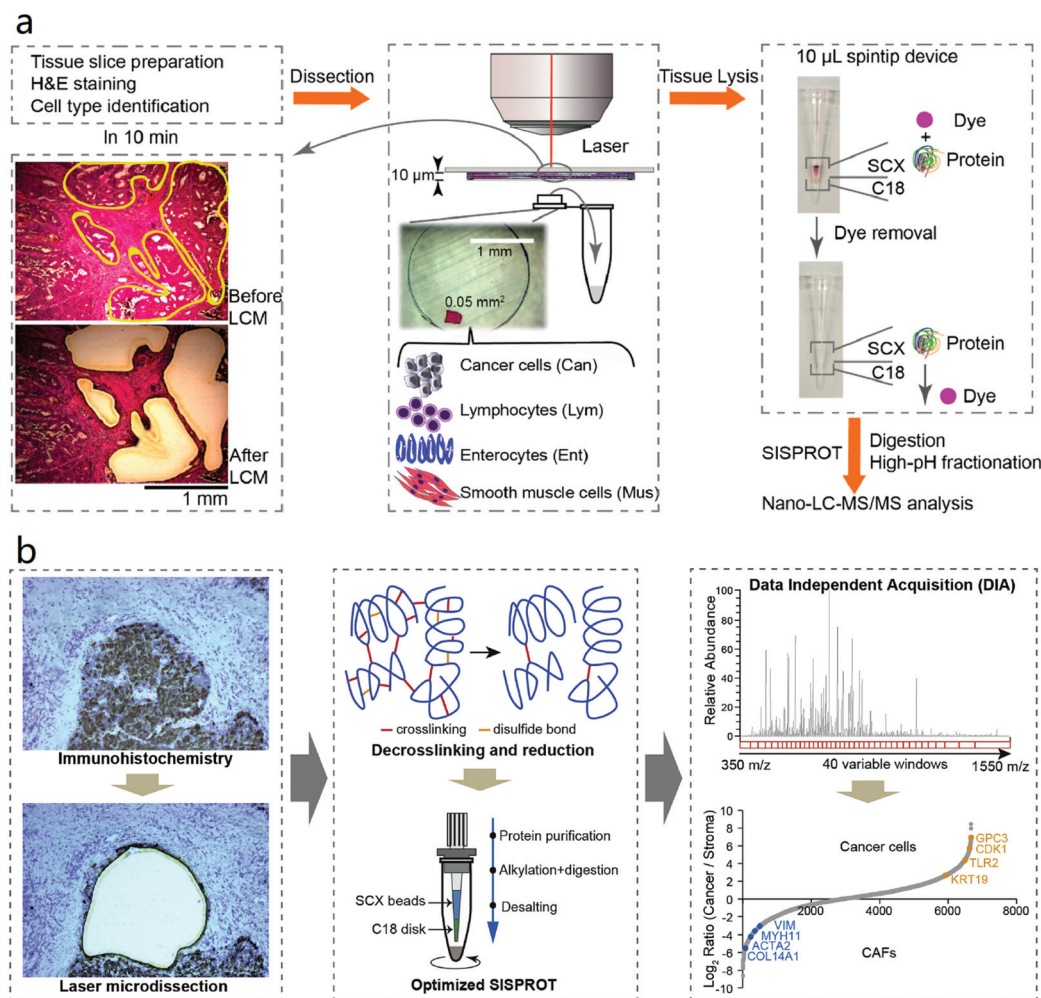 a
Tissue slice preparation
H&E staining
Cell type identification
In 10 min
Before
LCM
After
LCM
1 mm
Dissection
Laser
10 μm
1 mm
0.05 mm²
Cancer cells (Can)
Lymphocytes (Lym)
Enterocytes (Ent)
Smooth muscle cells (Mus)
Tissue Lysis
10 μL spintip device
Dye
+
Protein
SCX
C18
Dye removal
SCX
C18
Protein
Dye
SISPROT
Digestion
High-pH fractionation
Nano-LC-MS/MS analysis
b
Immunohistochemistry
Laser microdissection
crosslinking
disulfide bond
Decrosslinking and reduction
SCX beads
C18 disk
Protein purification
Alkylation+digestion
Desalting
Optimized SISPROT
Data Independent Acquisition (DIA)
Relative Abundance
100
80
60
40
20
0
350 m/z
40 variable windows
1550 m/z
Log₂ Ratio (Cancer / Stroma)
10
8
6
4
2
0
-2
-4
-6
-8
-10
2000
4000
6000
8000
Cancer cells
GPC3
CDK1
TLR2
KRT19
VIM
MYH11
ACTA2
COL14A1
CAFs